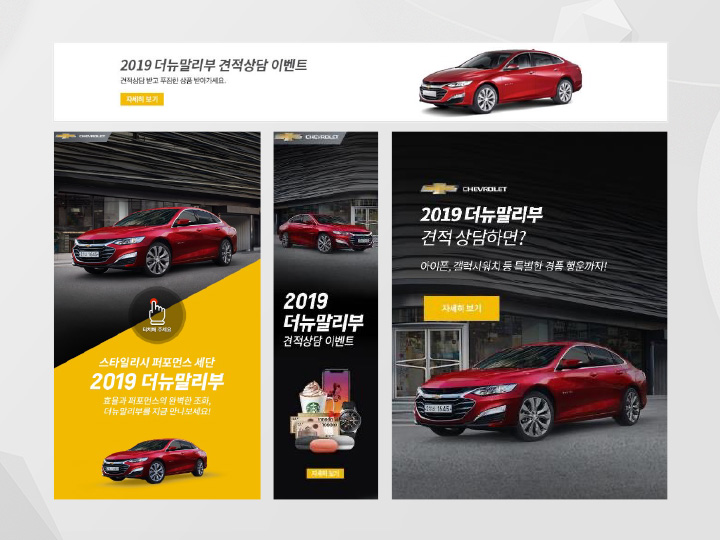 2019 더뉴말리부 견적상담 이벤트
견적상담 받고 푸짐한 상품 받아가세요.
자세히 보기
CHEVROLET
터치해 주세요
스타일리시 퍼포먼스 세단
2019 더뉴말리부
효율과 퍼포먼스의 완벽한 조화,
더뉴말리부를 지금 만나보세요!
CHEVROLET
2019
더뉴말리부
견적상담 이벤트
자세히 보기
CHEVROLET
2019 더뉴말리부
견적 상담하면?
아이폰, 갤럭시워치 등 특별한 경품 행운까지!
자세히 보기